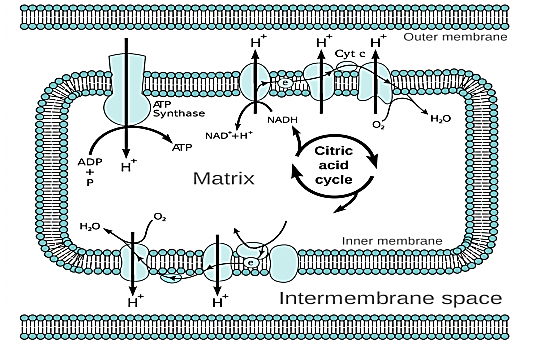 H+ H+ H+
Outer membrane
Cyt c
e-
ATP
Synthase
NADH
O2
H2O
NAD+ +H+
ATP
ADP
+
P
H+
Citric
acid
cycle
Matrix
O2
H2O
Inner membrane
e-
H+ H+
Intermembrane space